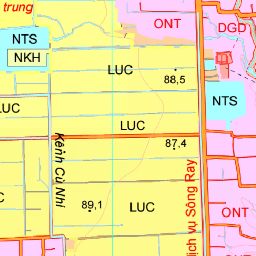 trung
ONT
DGD
NTS
NKH
LUC
88,5
NTS
LUC
LUC
87,4
Kênh Củ Nhi
89,1
LUC
ịch vụ Sông Ray
ONT
ONT